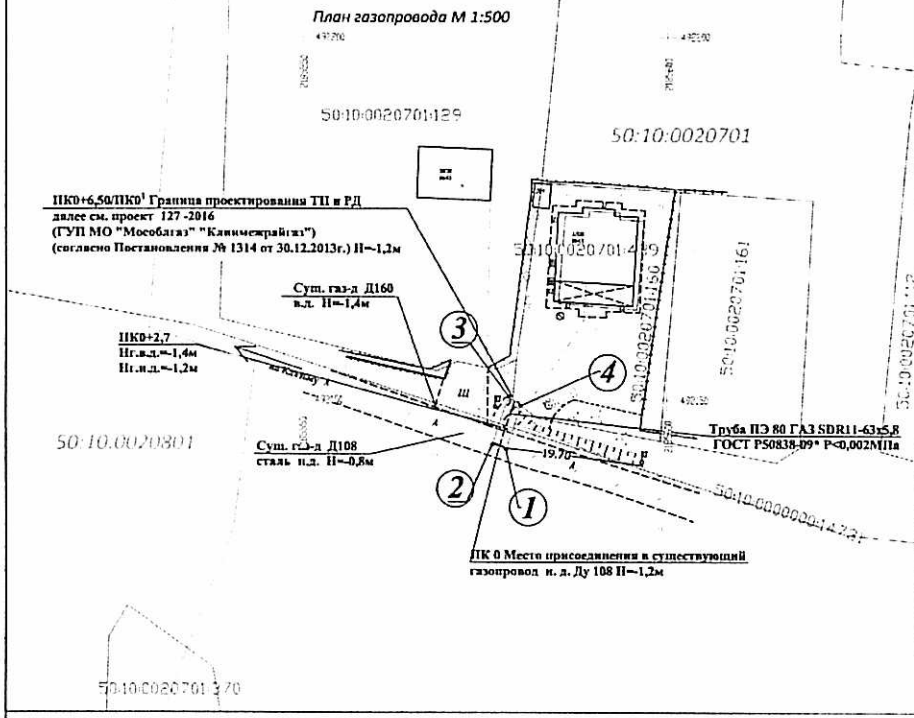 План газопровода М 1:500
50:10:0020701:129
50:10:0020701
ПК0+6,50/ПК0¹ Граница проектирования ТП и РД
далее см. проект 127 -2016
(ГУП МО "Мособлгаз" "Клинмежрайгаз")
(согласно Постановления № 1314 от 30.12.2013г.) Н=-1,2м
50:10:0020701:160
50:10:0020701:161
Сущ. газ-д Д160
в.д. Н=-1,4м
ПК0+2,7
Нг.в.д.=-1,4м
Нг.н.д.=-1,2м
3
4
Ш
50:10:0020801
Труба ПЭ 80 ГАЗ SDR11-63х5,8
ГОСТ Р50838-09* Р<0,002МПа
Сущ. газ-д Д108
сталь н.д. Н=-0,8м
19.70
2
1
ПК 0 Место присоединения в существующий
газопровод н. д. Ду 108 Н=-1,2м
50:10:0020701:370